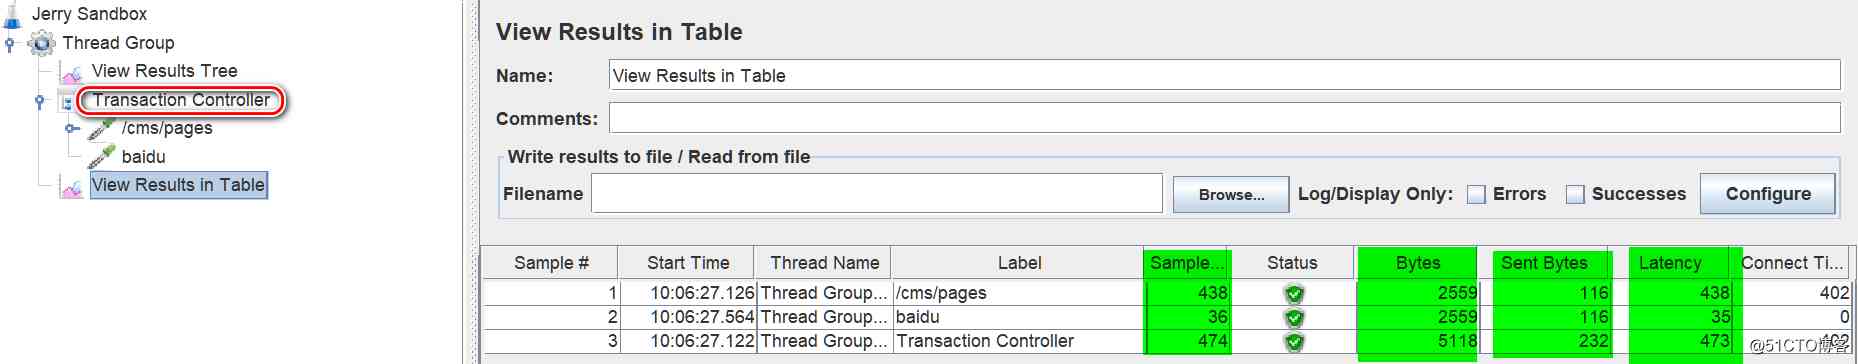 Jerry Sandbox
Thread Group
View Results Tree
Transaction Controller
/cms/pages
baidu
View Results in Table
View Results in Table
Name: View Results in Table
Comments:
Write results to file / Read from file
Filename Browse... Log/Display Only: Errors Successes Configure
Sample # Start Time Thread Name Label Sample... Status Bytes Sent Bytes Latency Connect Ti...
1 10:06:27.126 Thread Group... /cms/pages 438 2559 116 438 402
2 10:06:27.564 Thread Group... baidu 36 2559 116 35 0
3 10:06:27.122 Thread Group... Transaction Controller 474 5118 232 473 402
@51CTO博客